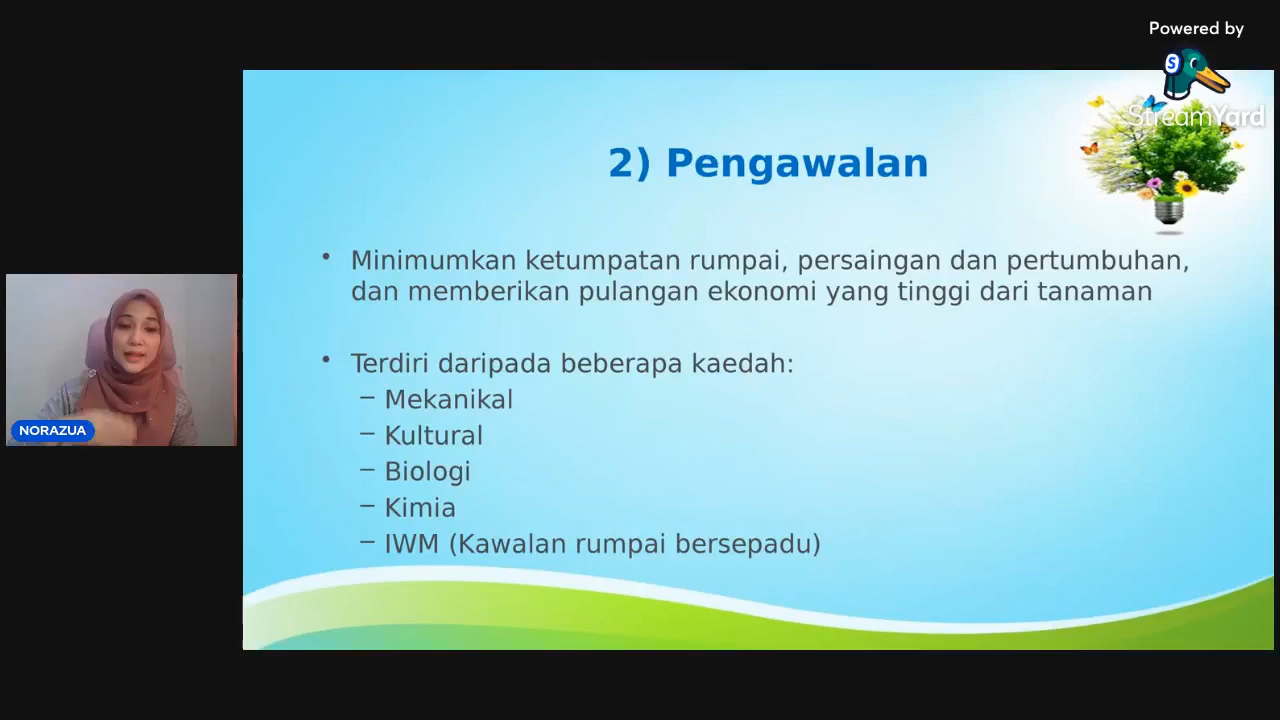 Powered by
StreamYard
2) Pengawalan
• Minimumkan ketumpatan rumpai, persaingan dan pertumbuhan,
dan memberikan pulangan ekonomi yang tinggi dari tanaman
• Terdiri daripada beberapa kaedah:
– Mekanikal
– Kultural
– Biologi
– Kimia
– IWM (Kawalan rumpai bersepadu)
NORAZUA